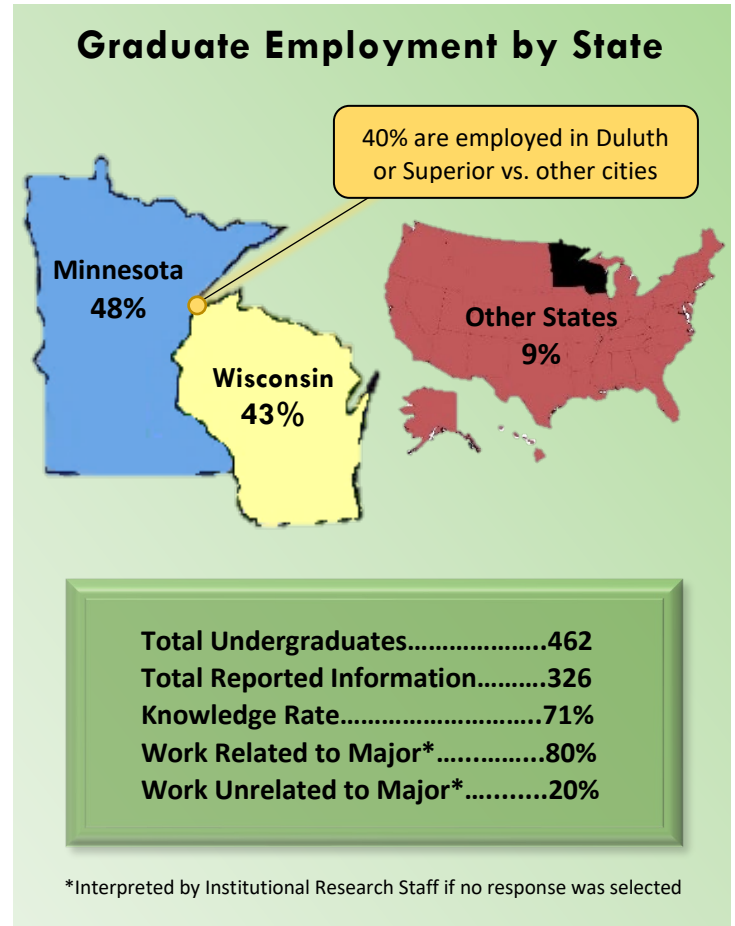 Graduate Employment by State
40% are employed in Duluth
or Superior vs. other cities
Minnesota
48%
Other States
9%
Wisconsin
43%
Total Undergraduates………………..462
Total Reported Information……….326
Knowledge Rate……………………..71%
Work Related to Major*…...……...80%
Work Unrelated to Major*…........20%
*Interpreted by Institutional Research Staff if no response was selected